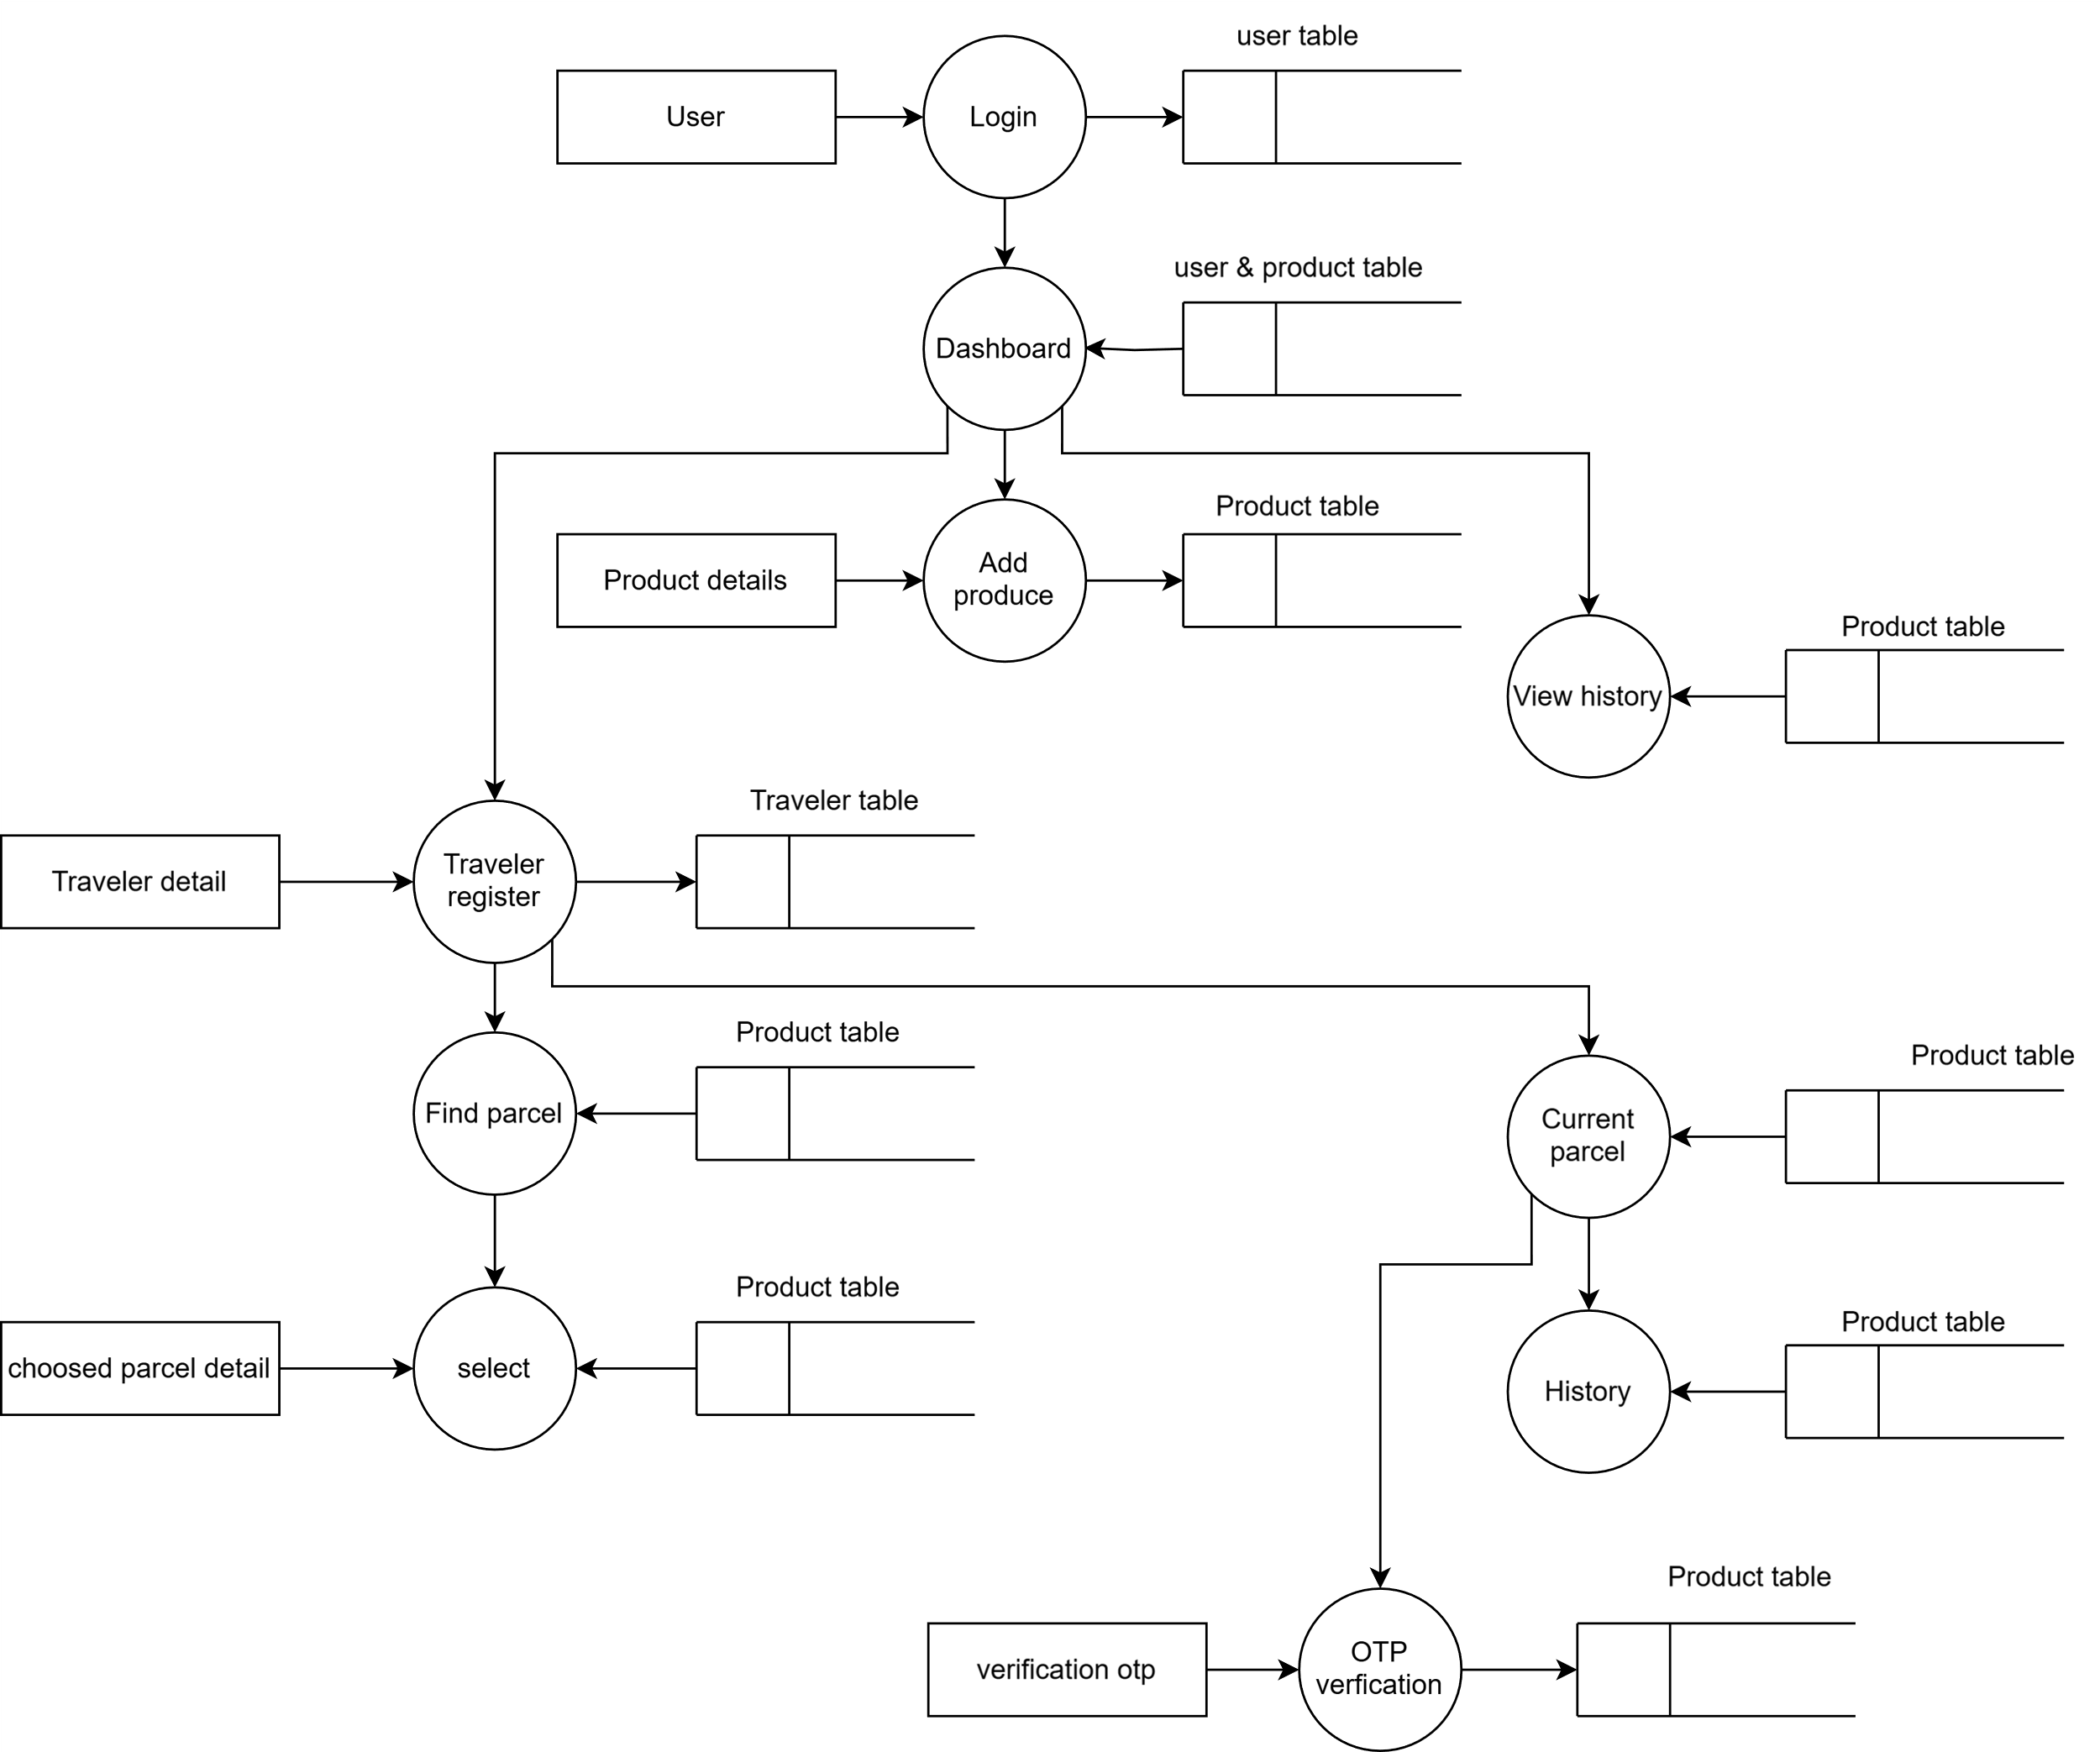 user table
User
Login
user & product table
Dashboard
Product table
Product details
Add
produce
Product table
View history
Traveler table
Traveler detail
Traveler
register
Product table
Find parcel
Product table
Current
parcel
Product table
choosed parcel detail
select
Product table
History
Product table
verification otp
OTP
verfication